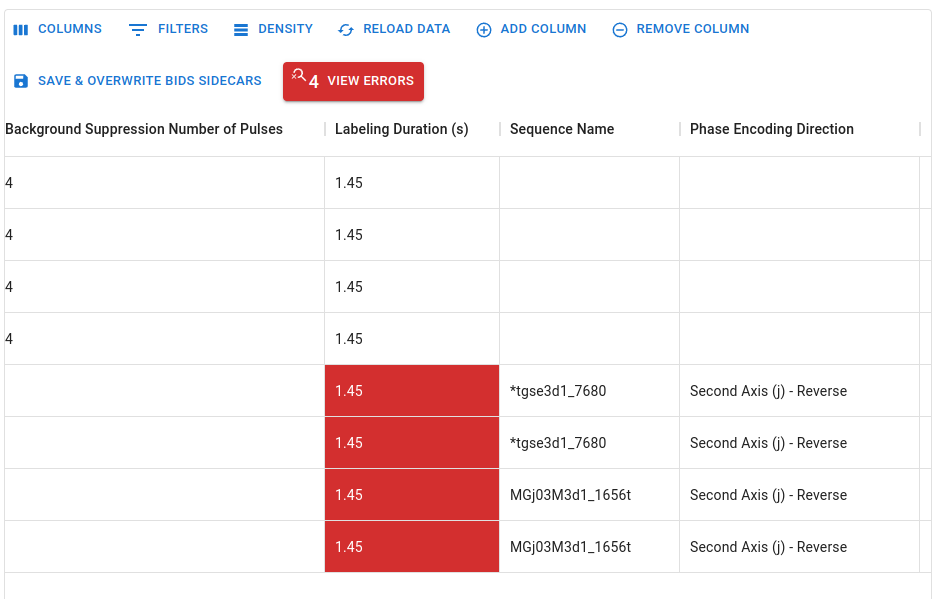 COLUMNS FILTERS DENSITY RELOAD DATA ADD COLUMN REMOVE COLUMN
SAVE & OVERWRITE BIDS SIDECARS 4 VIEW ERRORS
Background Suppression Number of Pulses Labeling Duration (s) Sequence Name Phase Encoding Direction
4 1.45
4 1.45
4 1.45
4 1.45
1.45 *tgse3d1_7680 Second Axis (j) - Reverse
1.45 *tgse3d1_7680 Second Axis (j) - Reverse
1.45 MGj03M3d1_1656t Second Axis (j) - Reverse
1.45 MGj03M3d1_1656t Second Axis (j) - Reverse